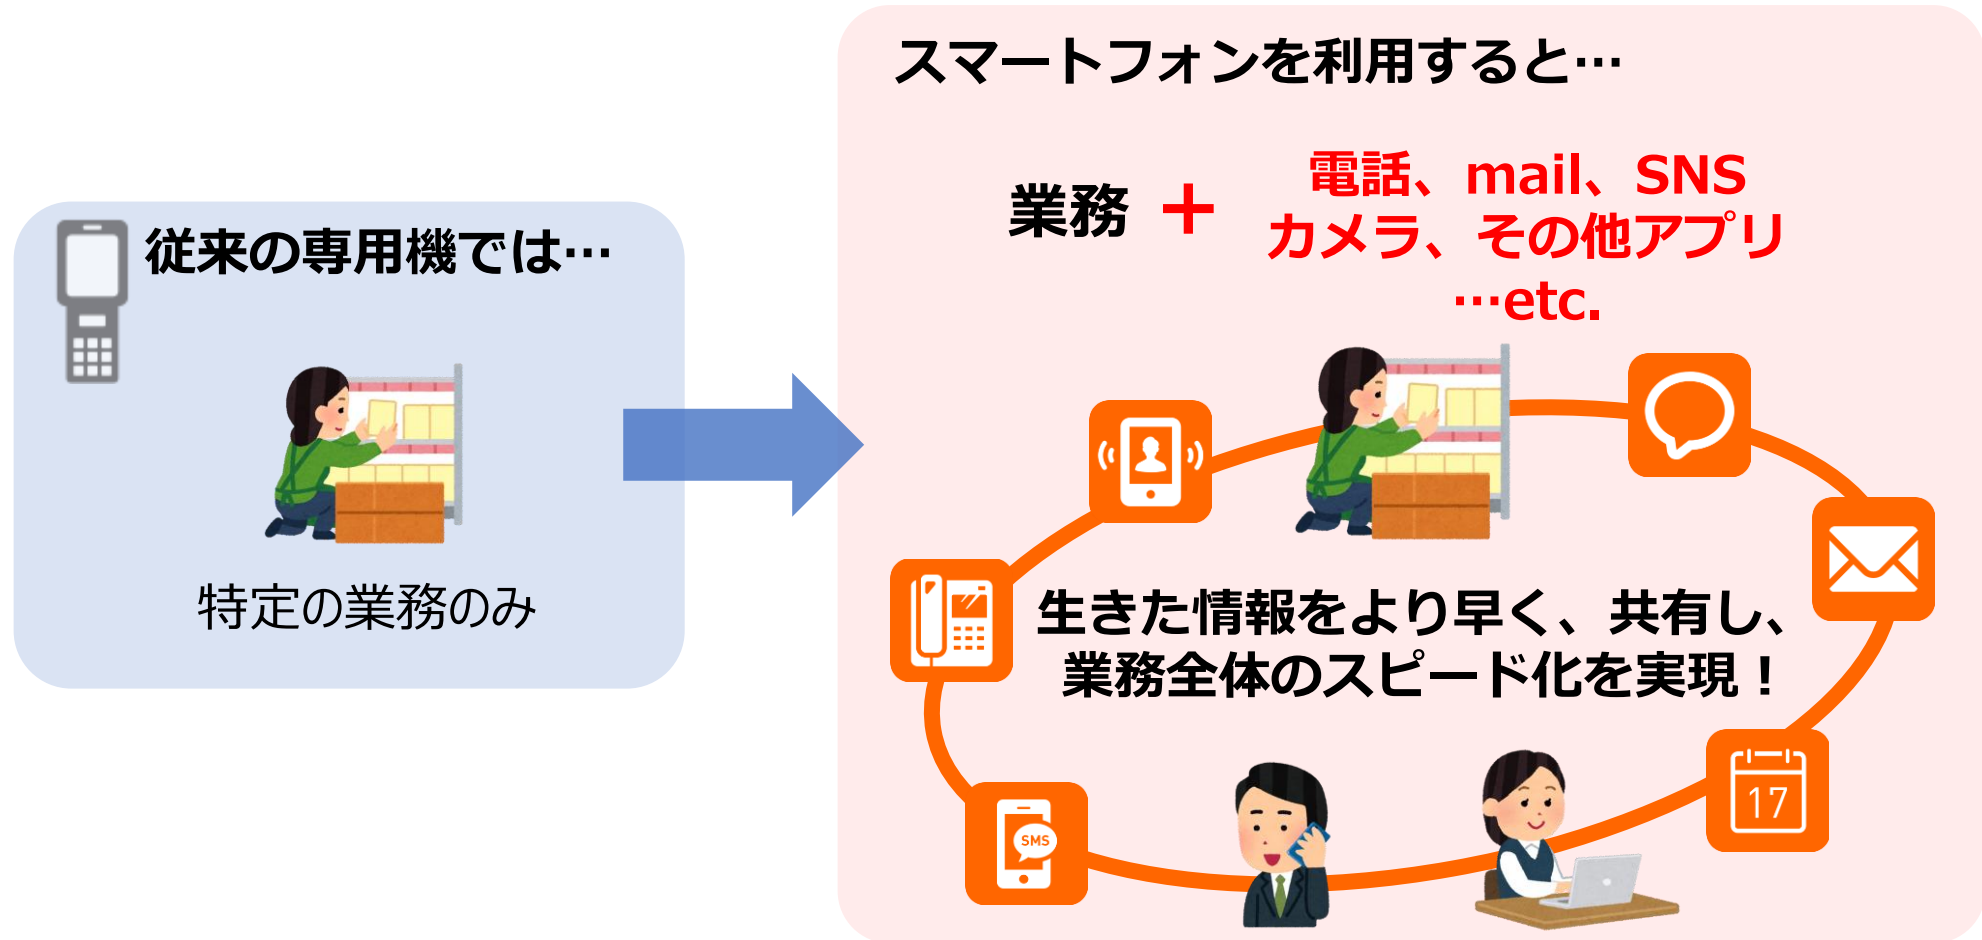 従来の専用機では…
特定の業務のみ
スマートフォンを利用すると…
業務 + 電話、mail、SNS
カメラ、その他アプリ
…etc.
生きた情報をより早く、共有し、
業務全体のスピード化を実現！
17
SMS